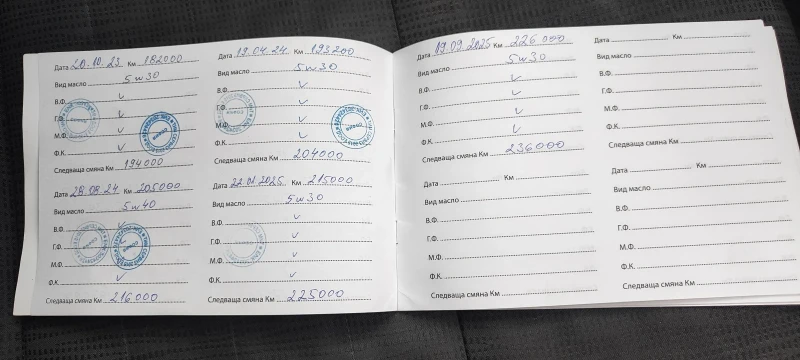 Дата 20.10.23 Км 182000
Вид масло 5w30
В.Ф. ✓
Г.Ф. ✓
М.Ф. ✓
Ф.К. ✓
Следваща смяна Км 194000
Дата 19.04.24 Км 193200
Вид масло 5w30
В.Ф. ✓
Г.Ф. ✓
М.Ф. ✓
Ф.К. ✓
Следваща смяна Км 204000
Дата 28.08.24 Км 205000
Вид масло 5w40
В.Ф. ✓
Г.Ф. ✓
М.Ф.
Ф.К. ✓
Следваща смяна Км 216000
Дата Км 215000
Вид масло 5w30
В.Ф. ✓
Г.Ф. ✓
М.Ф. ✓
Ф.К. ✓
Следваща смяна Км 225000
Дата 19.09.2025 Км 226000
Вид масло 5w30
В.Ф. ✓
Г.Ф. ✓
М.Ф. ✓
Ф.К. ✓
Следваща смяна Км 236000
Дата Км
Вид масло
В.Ф.
Г.Ф.
М.Ф.
Ф.К.
Следваща смяна Км
Дата Км
Вид масло
В.Ф.
Г.Ф.
М.Ф.
Ф.К.
Следваща смяна Км
Дата Км
Вид масло
В.Ф.
Г.Ф.
М.Ф.
Ф.К.
Следваща смяна Км